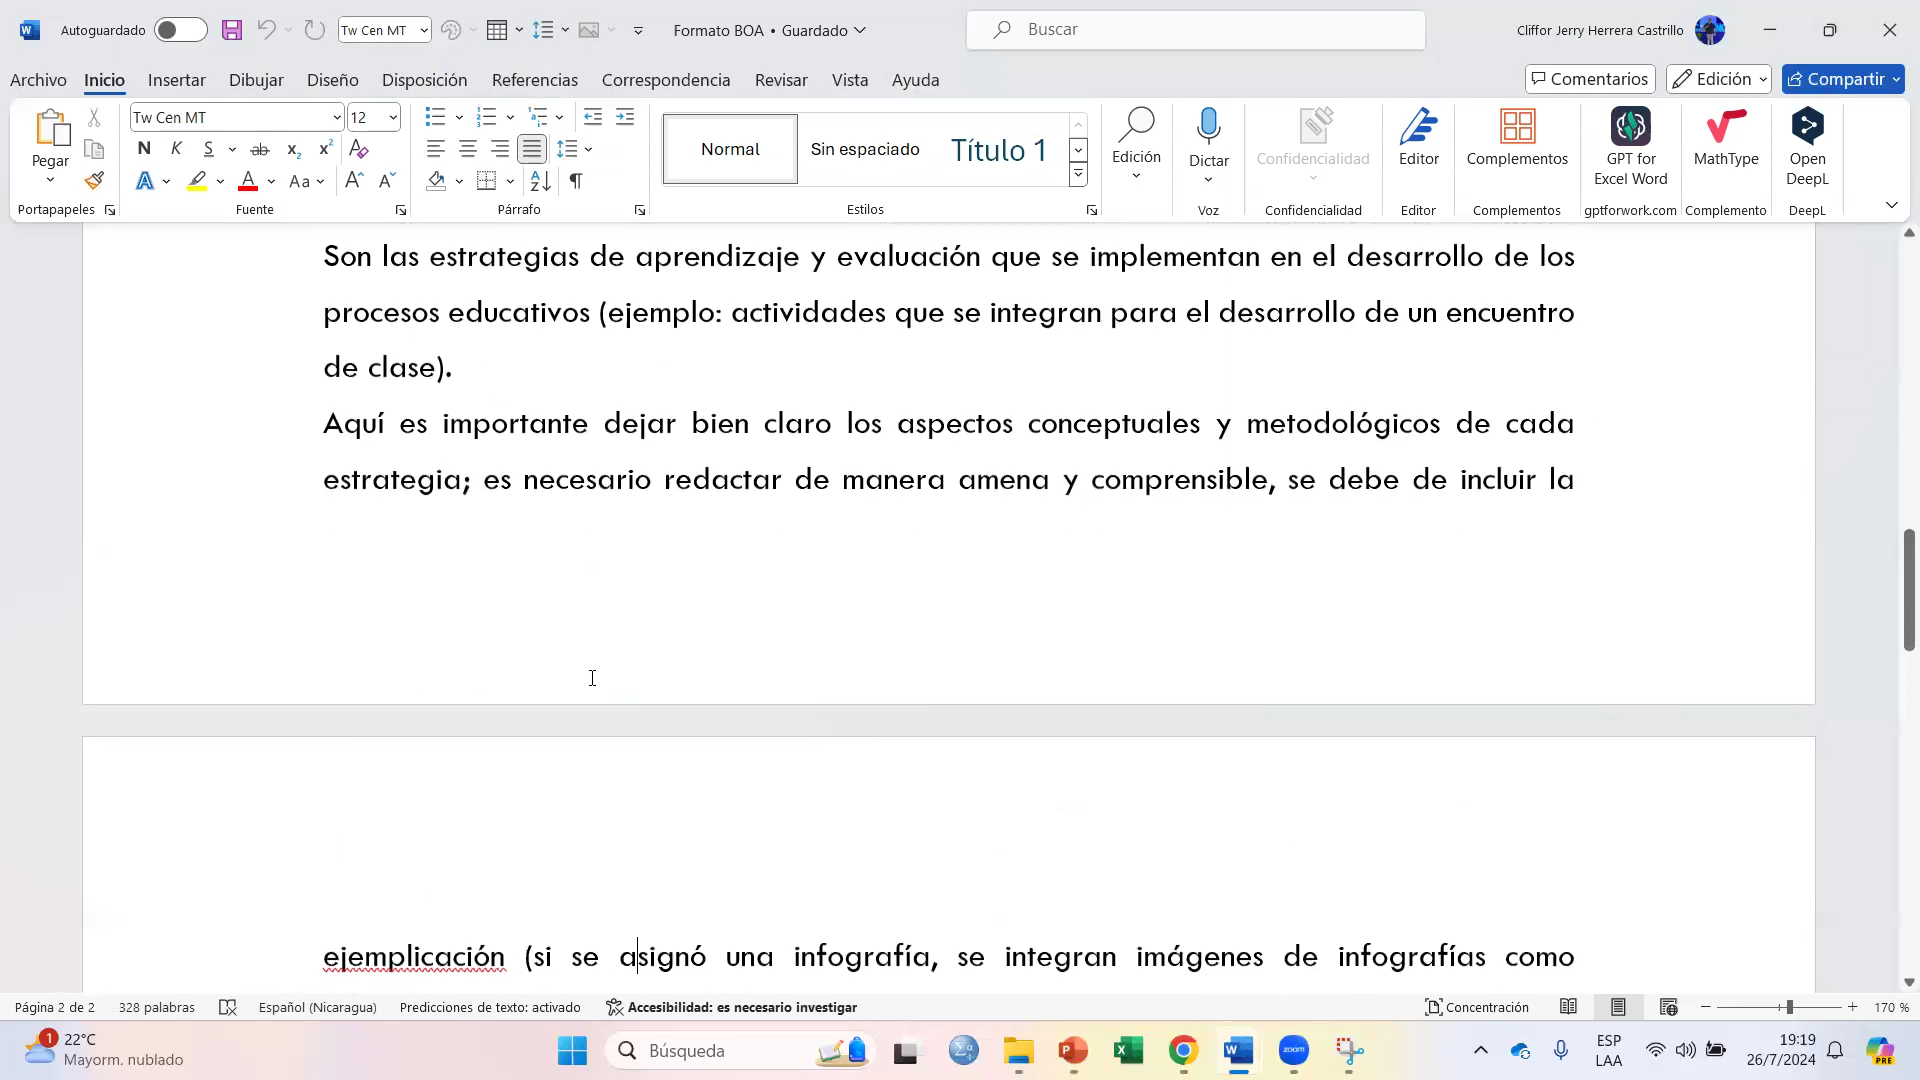 Autoguardado
Tw Cen MT
Formato BOA • Guardado
Buscar
Cliffor Jerry Herrera Castrillo
Archivo
Inicio
Insertar
Dibujar
Diseño
Disposición
Referencias
Correspondencia
Revisar
Vista
Ayuda
Comentarios
Edición
Compartir
Pegar
Portapapeles
Tw Cen MT
12
N K S ab x₂ x²
A A Aa A A
Fuente
Párrafo
Normal
Sin espaciado
Título 1
Estilos
Edición
Dictar
Voz
Confidencialidad
Confidencialidad
Editor
Editor
Complementos
Complementos
GPT for
Excel Word
gptforwork.com
MathType
Complemento
Open
DeepL
DeepL
Son las estrategias de aprendizaje y evaluación que se implementan en el desarrollo de los
procesos educativos (ejemplo: actividades que se integran para el desarrollo de un encuentro
de clase).
Aquí es importante dejar bien claro los aspectos conceptuales y metodológicos de cada
estrategia; es necesario redactar de manera amena y comprensible, se debe de incluir la
ejemplicación (si se asignó una infografía, se integran imágenes de infografías como
Página 2 de 2
328 palabras
Español (Nicaragua)
Predicciones de texto: activado
Accesibilidad: es necesario investigar
Concentración
170 %
1
22°C
Mayorm. nublado
Búsqueda
zoom
ESP
LAA
19:19
26/7/2024
PRE